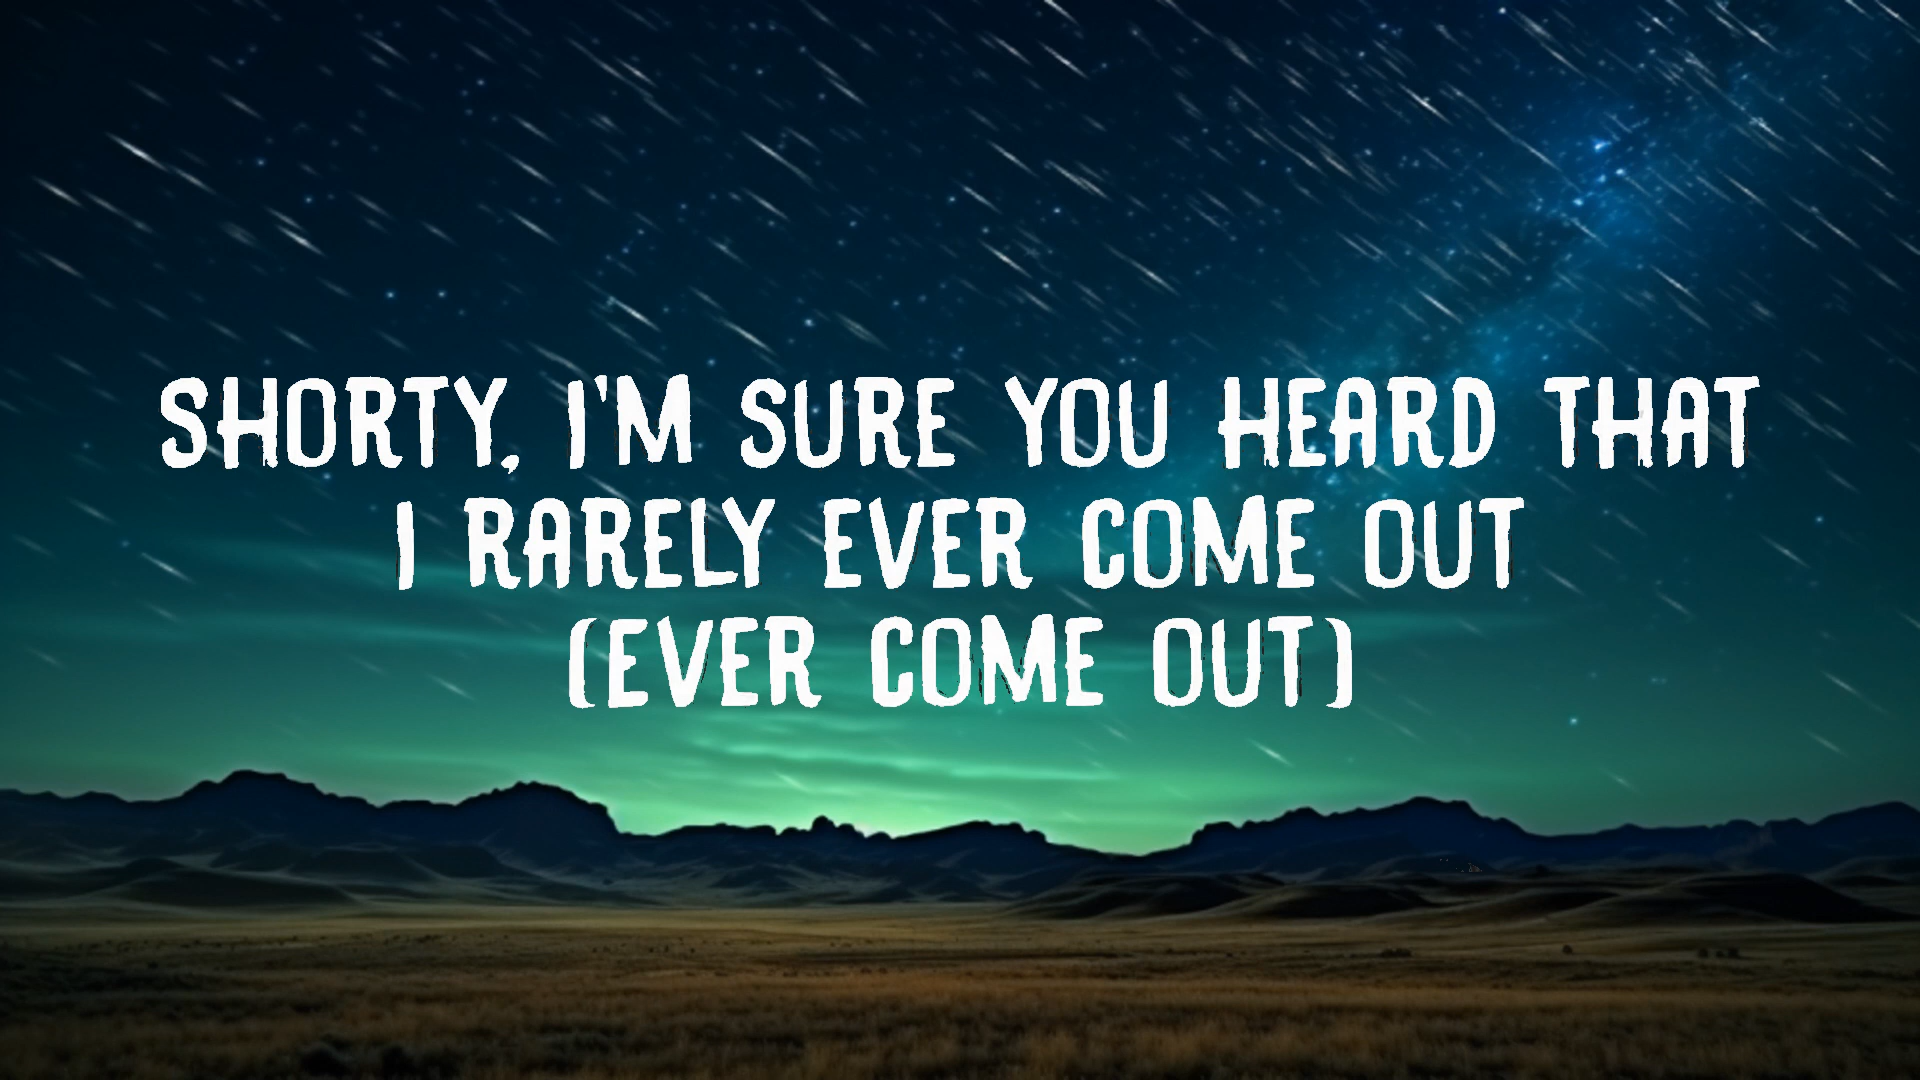 SHORTY, I'M SURE YOU HEARD THAT
I RARELY EVER COME OUT
(EVER COME OUT)